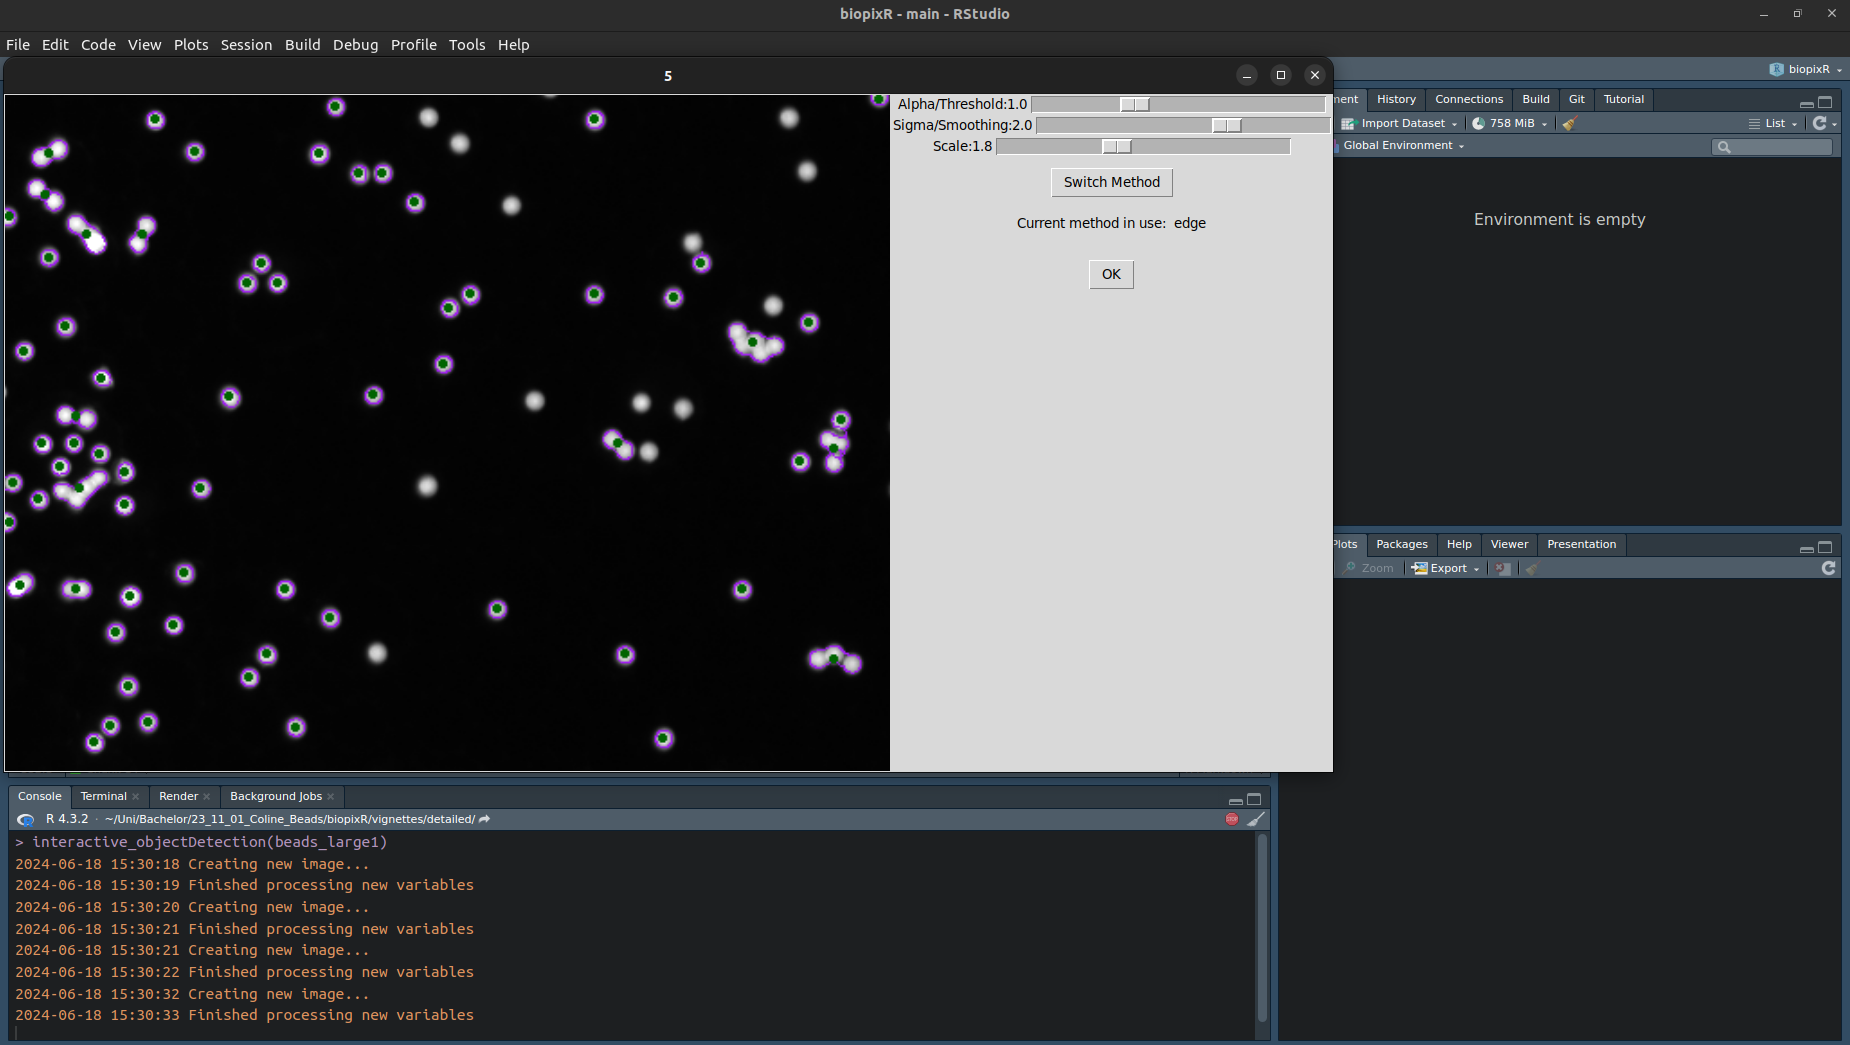 biopixR - main - RStudio
File Edit Code View Plots Session Build Debug Profile Tools Help
biopixR
5
Alpha/Threshold:1.0
Sigma/Smoothing:2.0
Scale:1.8
Switch Method
Current method in use: edge
OK
History Connections Build Git Tutorial
Import Dataset 758 MiB List
Global Environment
Environment is empty
Plots Packages Help Viewer Presentation
Zoom Export
Console Terminal Render Background Jobs
R 4.3.2 · ~/Uni/Bachelor/23_11_01_Coline_Beads/biopixR/vignettes/detailed/
> interactive_objectDetection(beads_large1)
2024-06-18 15:30:18 Creating new image...
2024-06-18 15:30:19 Finished processing new variables
2024-06-18 15:30:20 Creating new image...
2024-06-18 15:30:21 Finished processing new variables
2024-06-18 15:30:21 Creating new image...
2024-06-18 15:30:22 Finished processing new variables
2024-06-18 15:30:32 Creating new image...
2024-06-18 15:30:33 Finished processing new variables